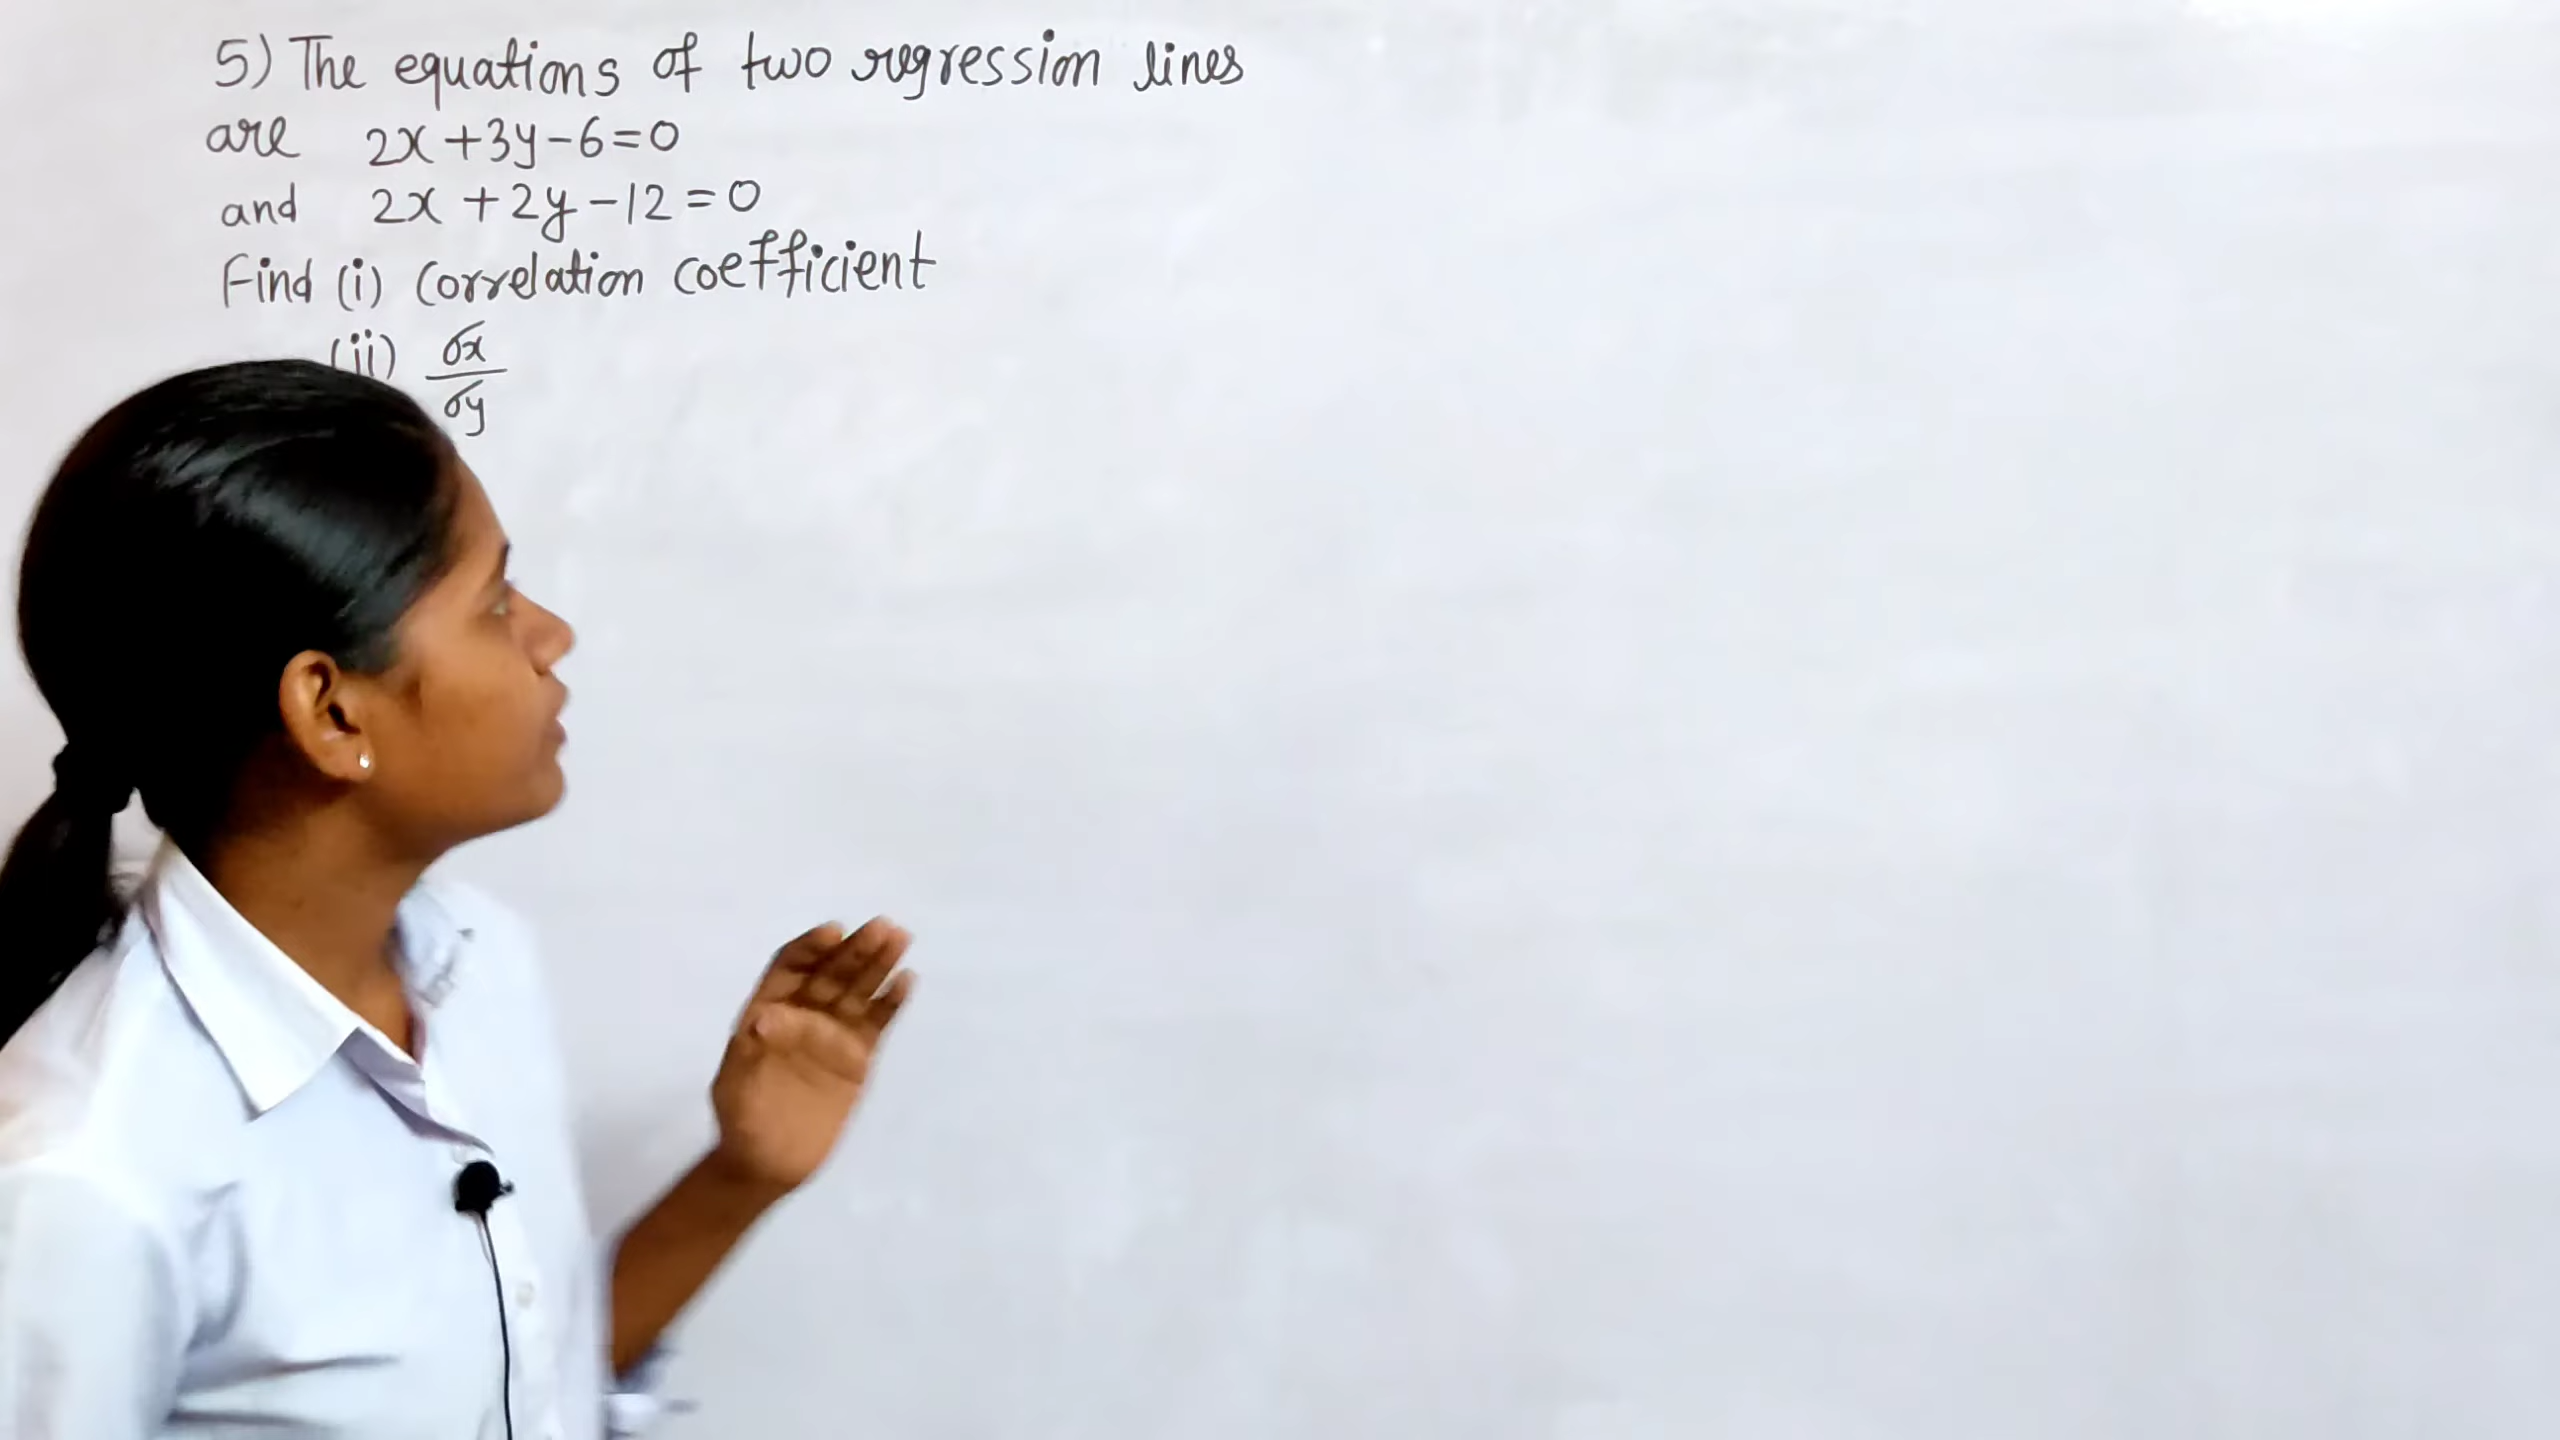 5) The equations of two regression lines
are 2x+3y-6=0
and 2x+2y-12=0
Find (i) Correlation coefficient
(ii) σx/σy